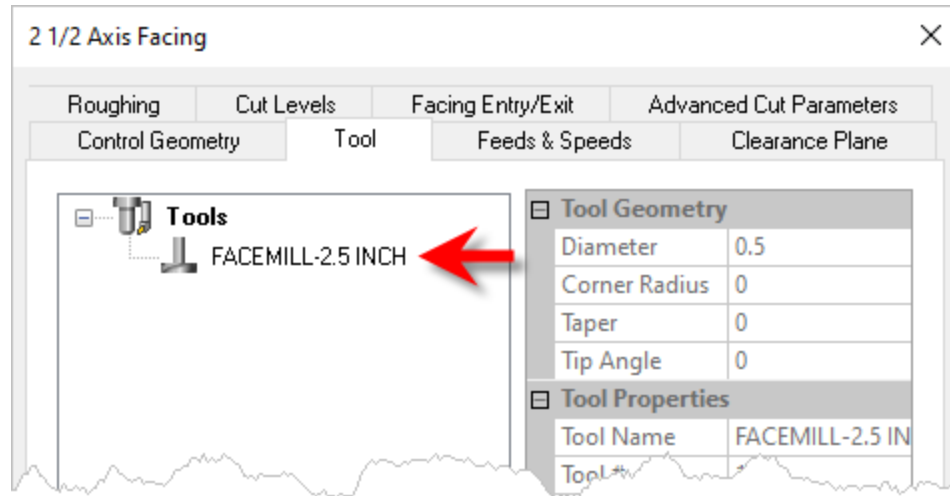 2 1/2 Axis Facing
Roughing Cut Levels Facing Entry/Exit Advanced Cut Parameters
Control Geometry Tool Feeds & Speeds Clearance Plane
Tools
FACEMILL-2.5 INCH
Tool Geometry
Diameter 0.5
Corner Radius 0
Taper 0
Tip Angle 0
Tool Properties
Tool Name FACEMILL-2.5 IN
Tool